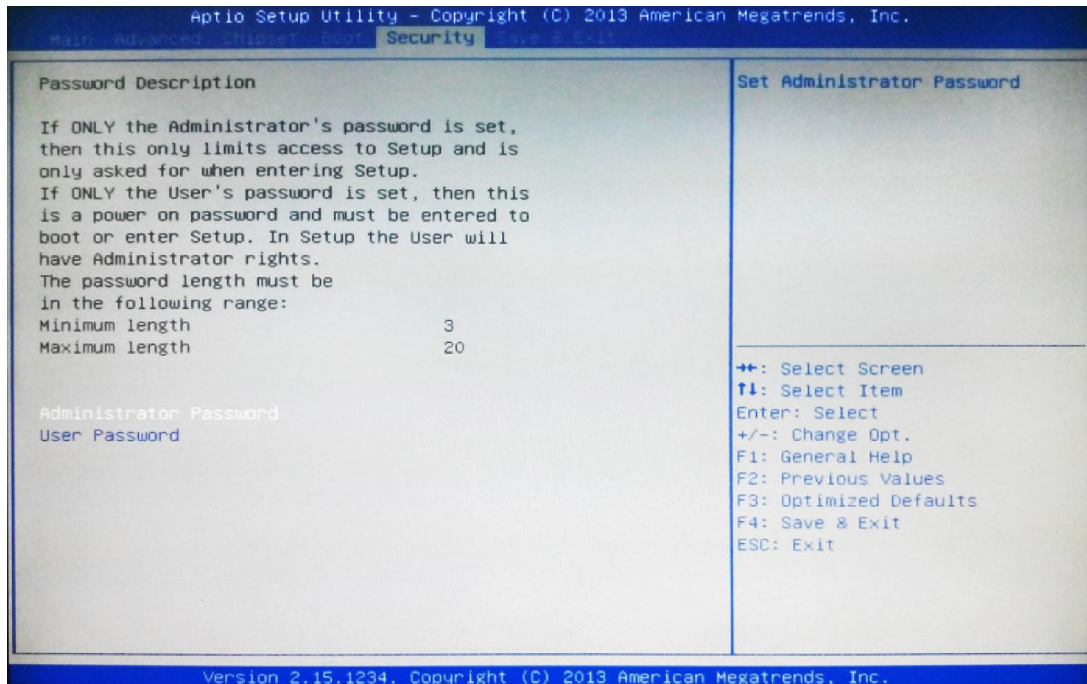 Aptio Setup Utility - Copyright (C) 2013 American Megatrends, Inc.
Main Advanced Chipset Boot Security Save & Exit
Password Description
If ONLY the Administrator's password is set,
then this only limits access to Setup and is
only asked for when entering Setup.
If ONLY the User's password is set, then this
is a power on password and must be entered to
boot or enter Setup. In Setup the User will
have Administrator rights.
The password length must be
in the following range:
Minimum length 3
Maximum length 20
Administrator Password
User Password
Set Administrator Password
→←: Select Screen
↑↓: Select Item
Enter: Select
+/-: Change Opt.
F1: General Help
F2: Previous Values
F3: Optimized Defaults
F4: Save & Exit
ESC: Exit
Version 2.15.1234. Copyright (C) 2013 American Megatrends, Inc.